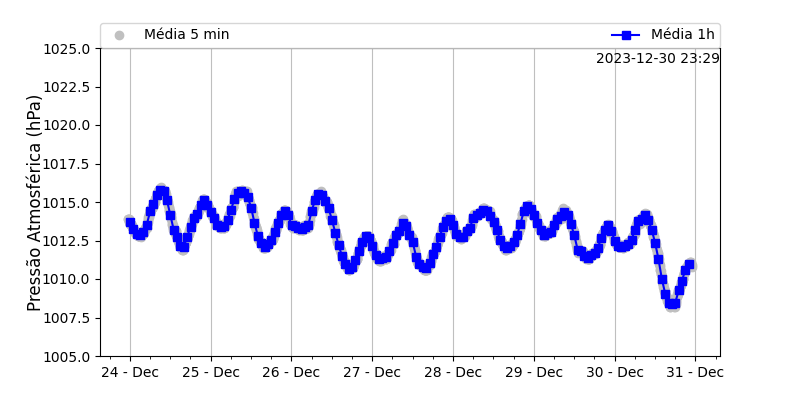 Média 5 min
Média 1h
2023-12-30 23:29
Pressão Atmosférica (hPa)
1025.0
1022.5
1020.0
1017.5
1015.0
1012.5
1010.0
1007.5
1005.0
24 - Dec
25 - Dec
26 - Dec
27 - Dec
28 - Dec
29 - Dec
30 - Dec
31 - Dec